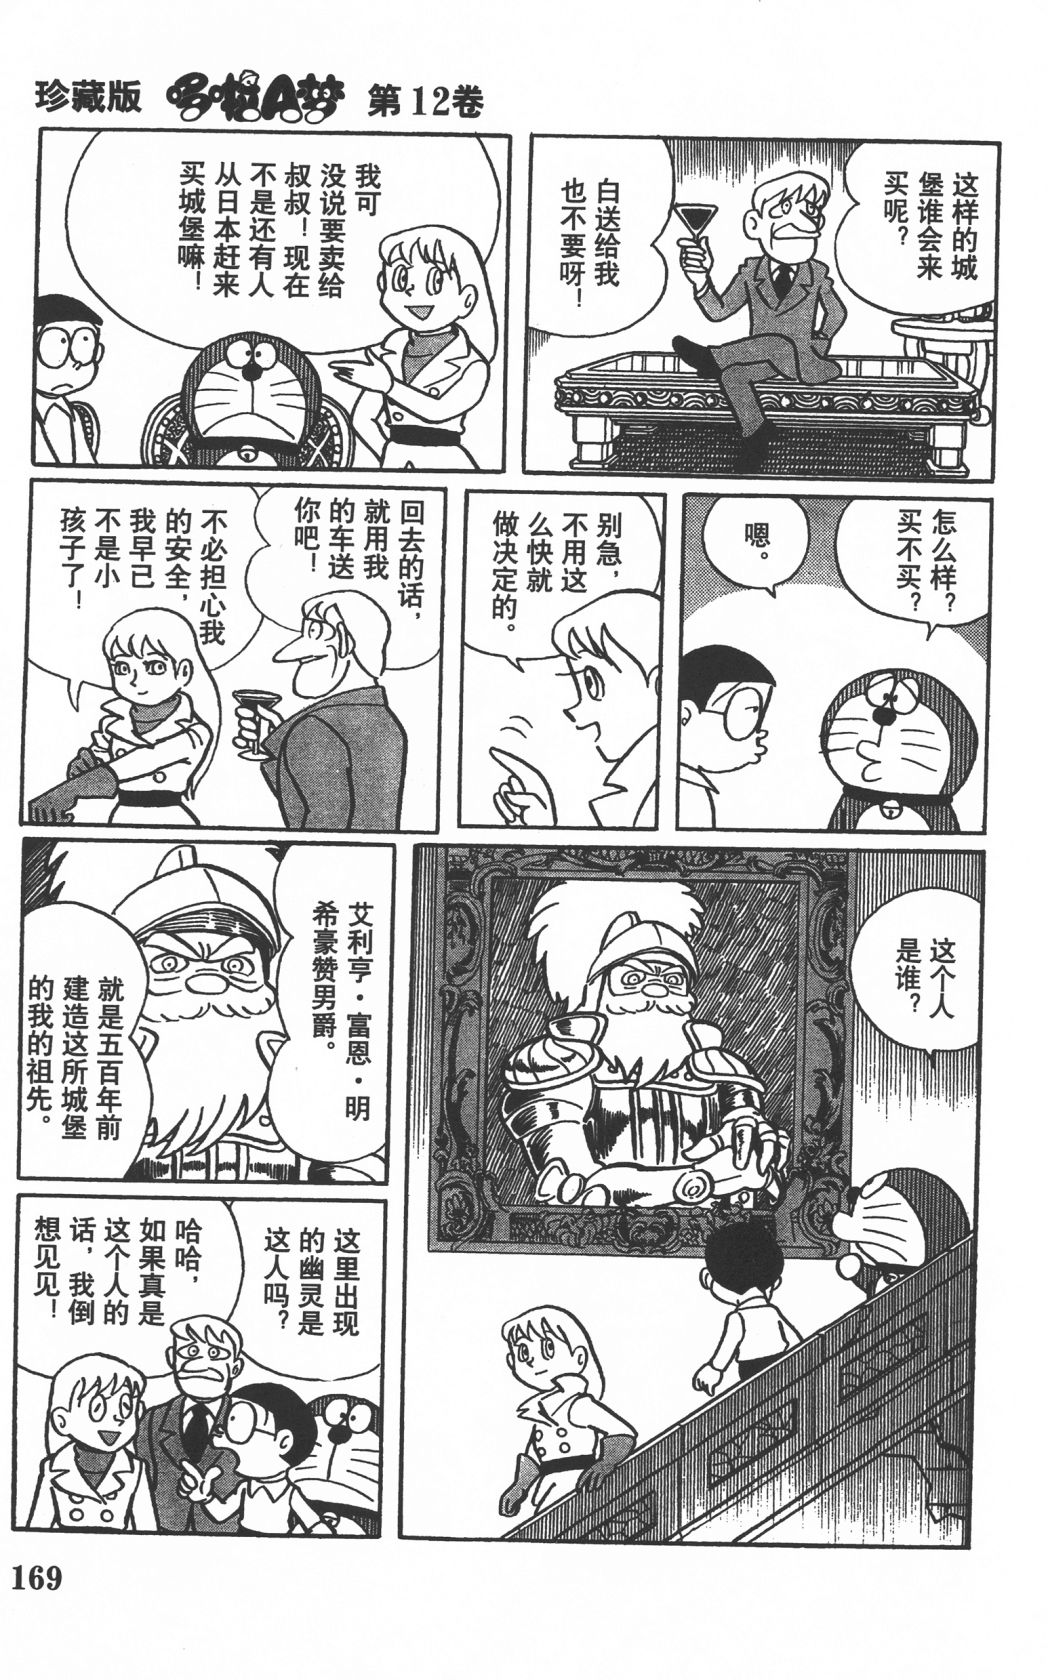 珍藏版 哆啦A梦 第12卷
这样的城
堡谁会来
买呢？
白送给我
也不要呀！
我可
没说要卖给
叔叔！现在
不是还有人
从日本赶来
买城堡嘛！
怎么样？
买不买？
嗯。
别急，
不用这
么快就
做决定的。
回去的话，
就用我
的车送
你吧！
不必担心我
的安全，
我早已
不是小
孩子了！
这个人
是谁？
艾利亨·富恩·明
希豪赞男爵。
就是五百年前
建造这所城堡
的我的祖先。
这里出现
的幽灵是
这人吗？
哈哈，
如果真是
这个人的
话，我倒
想见见！
169